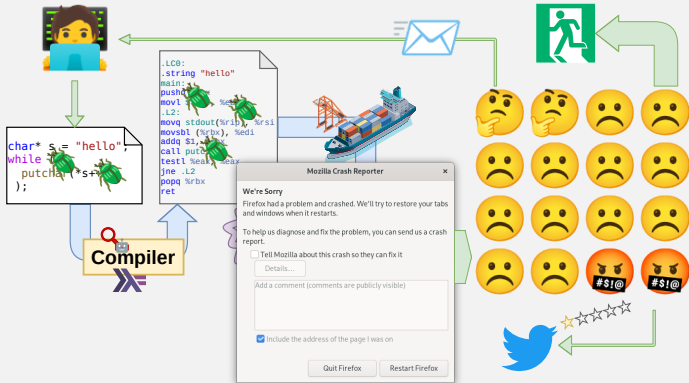 .LC0:
.string "hello"
main:
pushq
movl
.L2:
movq stdout(%rip), %rsi
movsbl (%rbx), %edi
addq $1,
call putc
testl %eax, %eax
jne .L2
popq %rbx
ret
char* s = "hello";
while (
putchar(*s+
);
Compiler
Mozilla Crash Reporter ×
We're Sorry
Firefox had a problem and crashed. We'll try to restore your tabs
and windows when it restarts.
To help us diagnose and fix the problem, you can send us a crash
report.
Tell Mozilla about this crash so they can fix it
Details...
Add a comment (comments are publicly visible)
Include the address of the page I was on
Quit Firefox Restart Firefox
#$!@ #$!@